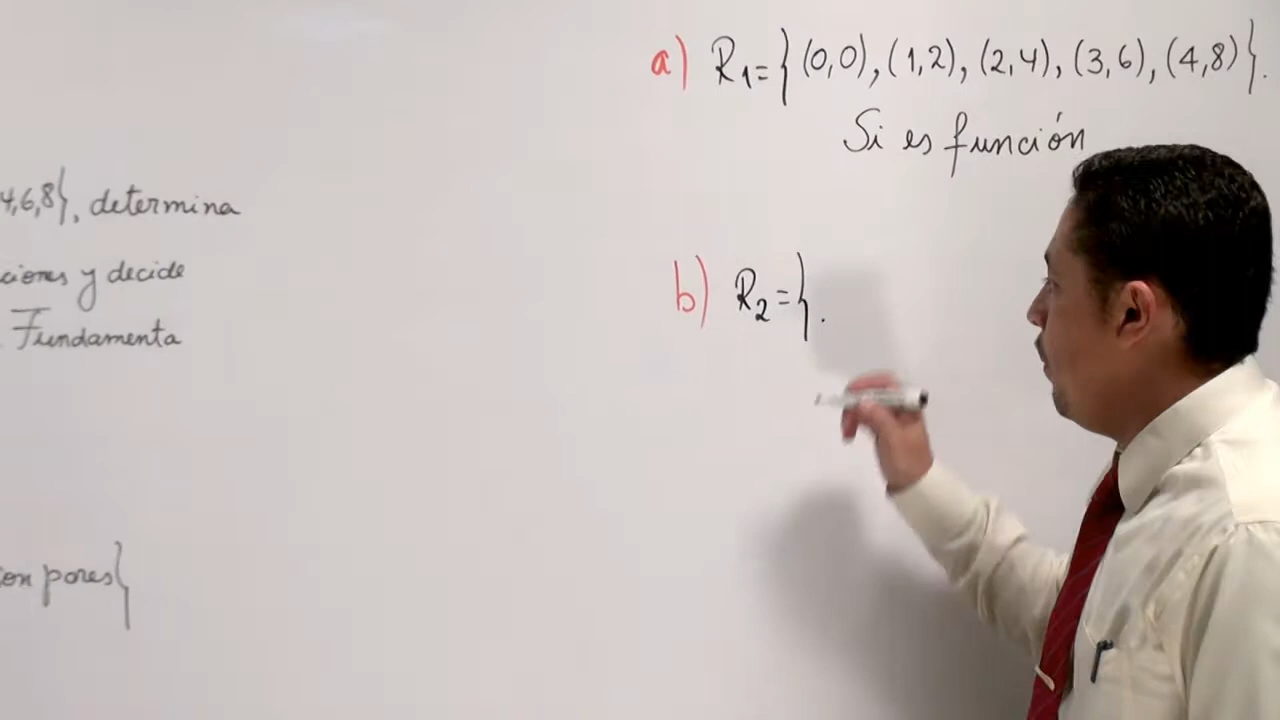 a) R₁={(0,0),(1,2),(2,4),(3,6),(4,8)}.
Si es función
4,6,8}, determina
ciones y decide
Fundamenta
b) R₂={.
on pares}